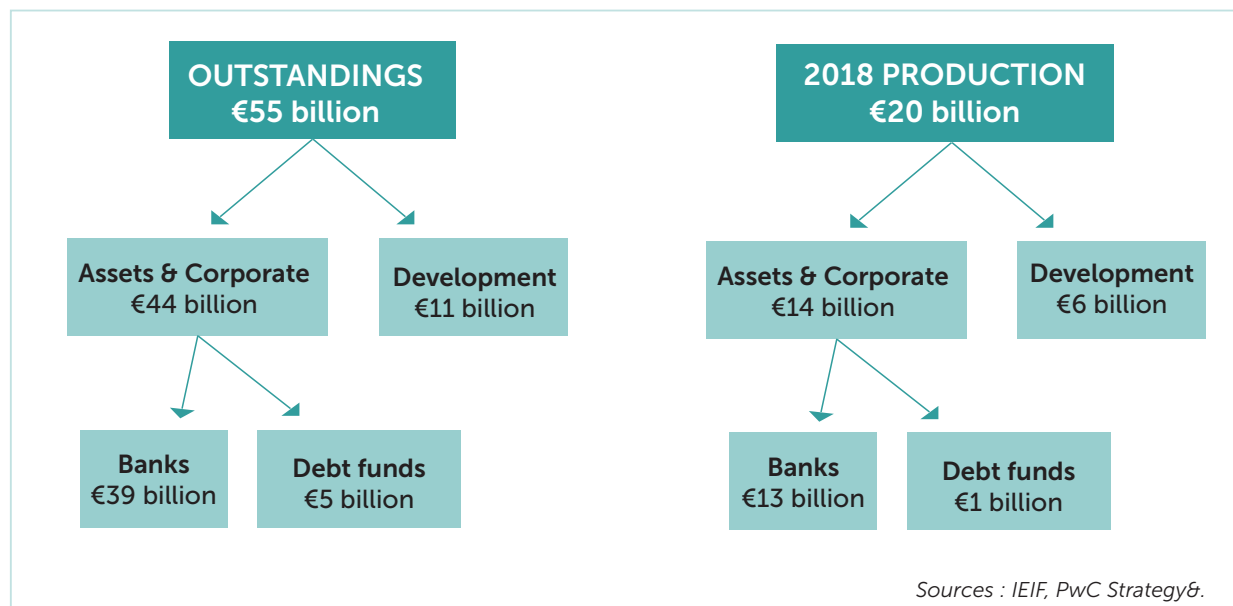 OUTSTANDINGS
€55 billion
Assets & Corporate
€44 billion
Development
€11 billion
Banks
€39 billion
Debt funds
€5 billion
2018 PRODUCTION
€20 billion
Assets & Corporate
€14 billion
Development
€6 billion
Banks
€13 billion
Debt funds
€1 billion
Sources : IEIF, PwC Strategy&.